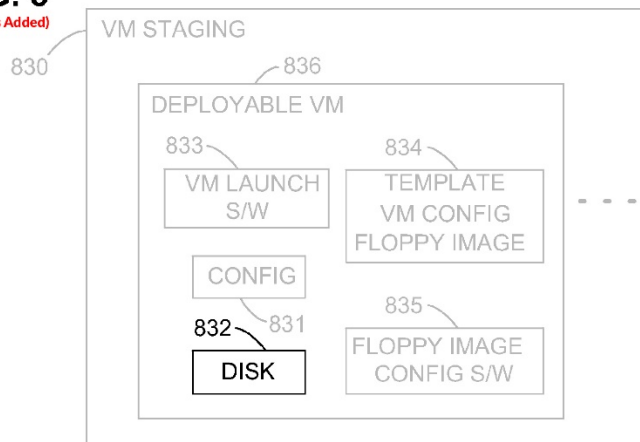 s Added)
VM STAGING
830
836
DEPLOYABLE VM
833
834
VM LAUNCH
S/W
TEMPLATE
VM CONFIG
FLOPPY IMAGE
CONFIG
831
832
835
DISK
FLOPPY IMAGE
CONFIG S/W